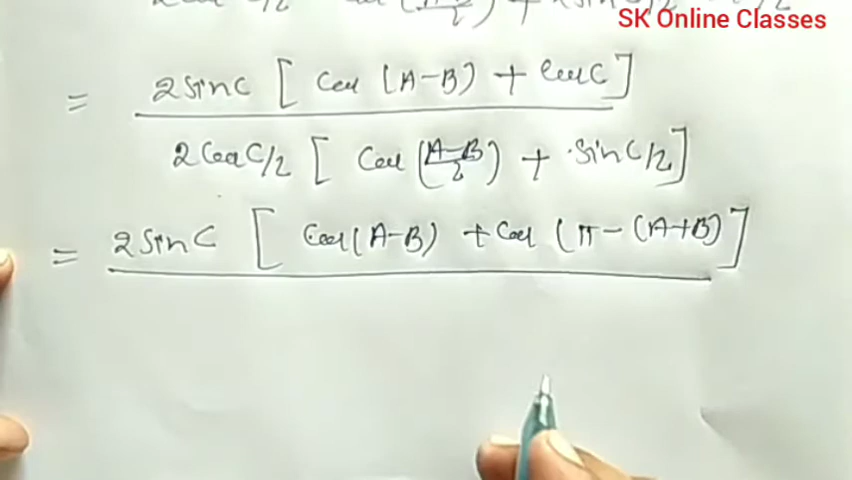 SK Online Classes
= 2 sin C [ Cos (A-B) + Cos C ]
2 Cos C/2 [ Cos (A-B/2) + sin C/2 ]
= 2 sin C [ Cos (A-B) + Cos (π - (A+B) ]